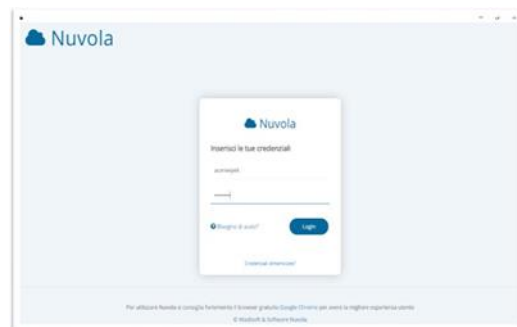 Nuvola
Nuvola
Inserisci le tue credenziali
Bisogno di aiuto?
Login
Credenziali dimenticate?
Per utilizzare Nuvola si consiglia fortemente il browser gratuito Google Chrome per avere la migliore esperienza utente
© Madisoft & Software Nuvola